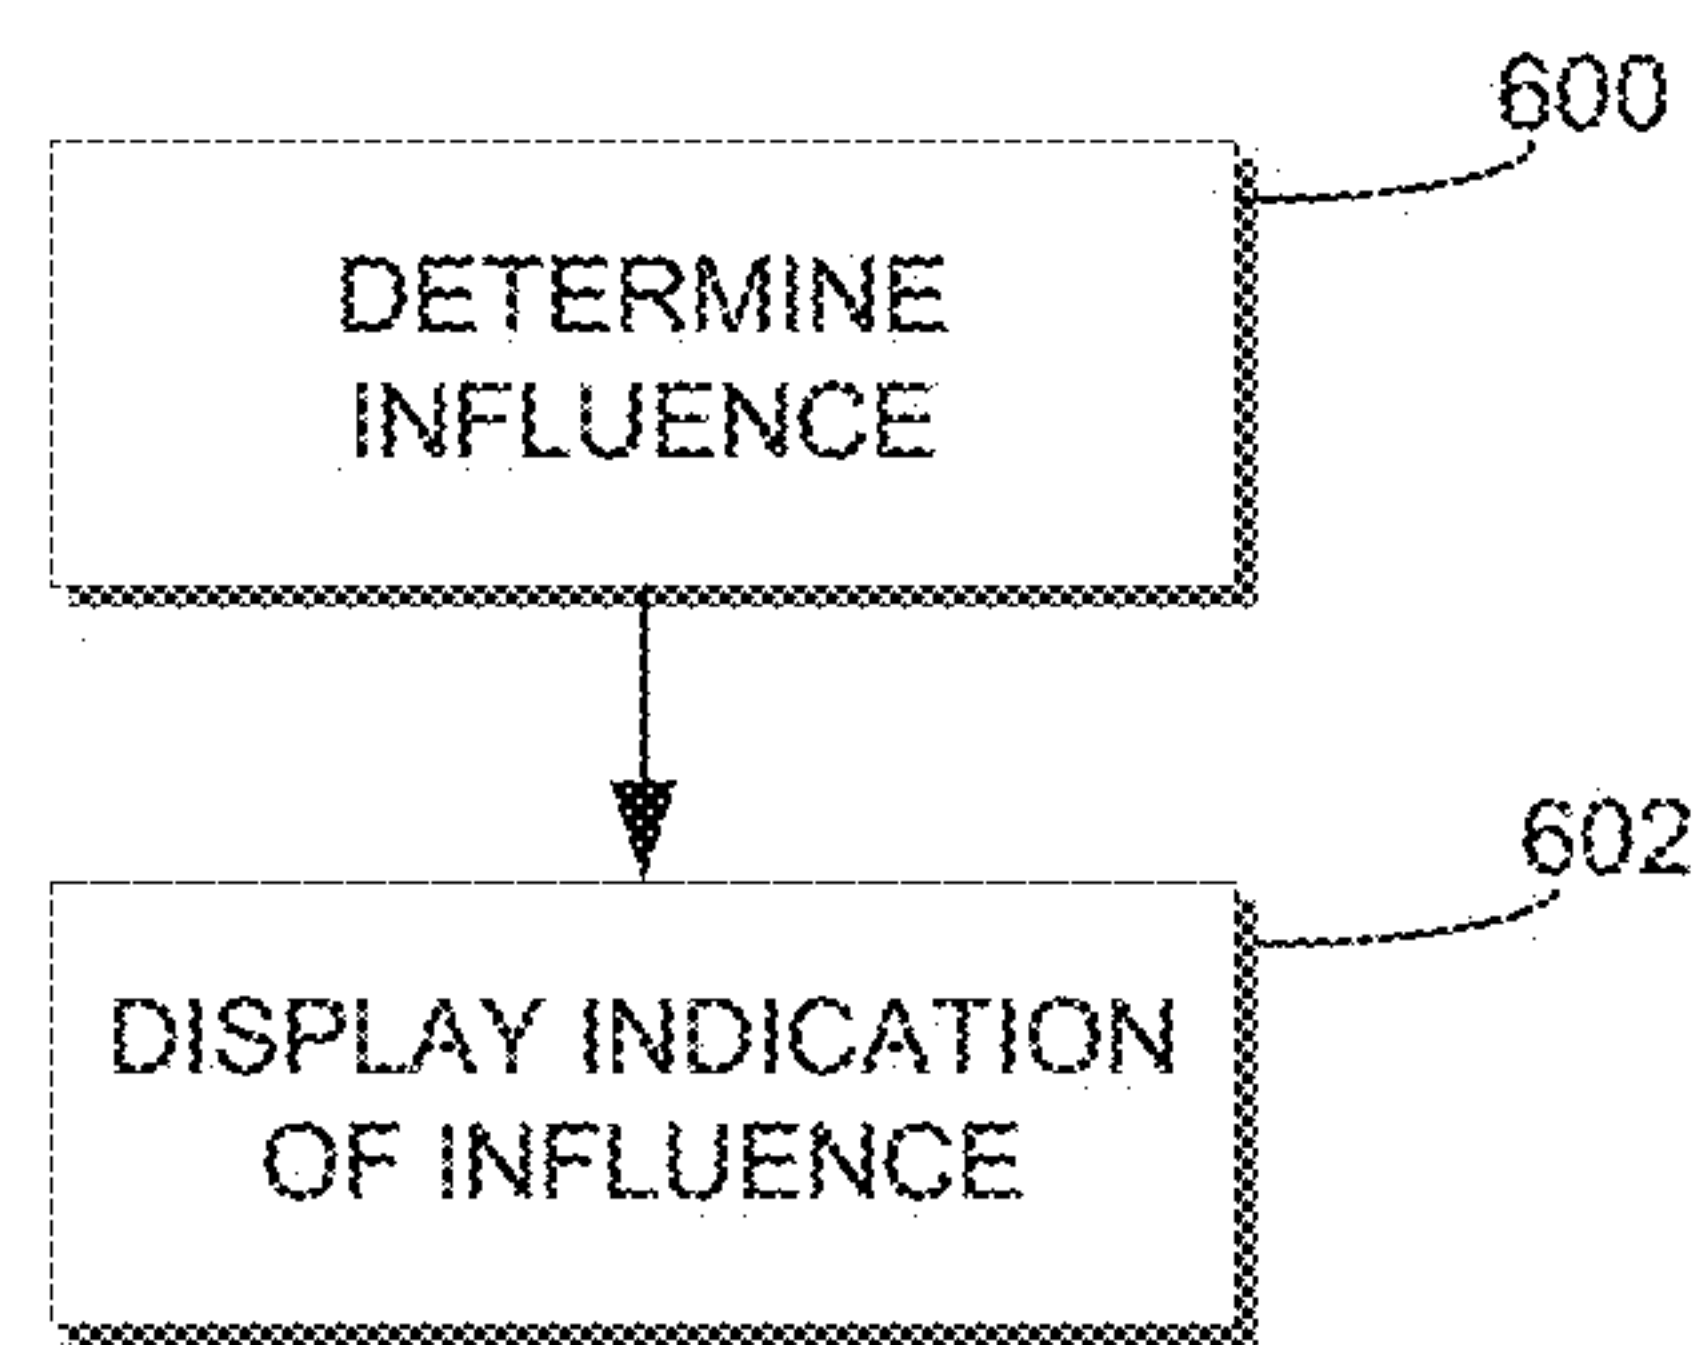 600
DETERMINE
INFLUENCE
602
DISPLAY INDICATION
OF INFLUENCE